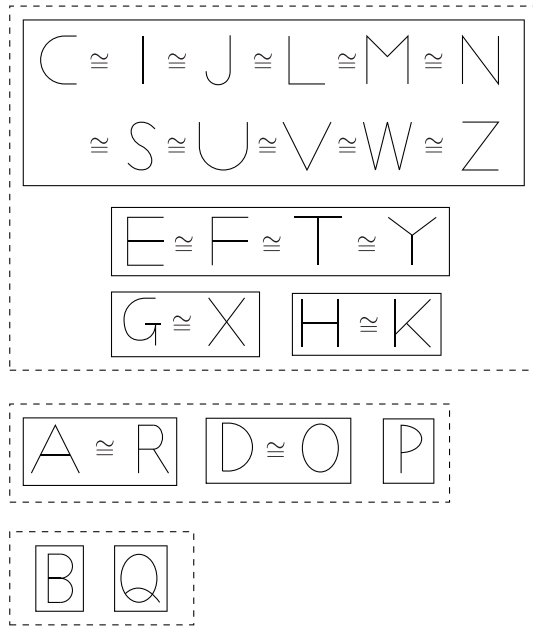 C ≅ I ≅ J ≅ L ≅ M ≅ N
≅ S ≅ U ≅ V ≅ W ≅ Z
E ≅ F ≅ T ≅ Y
G ≅ X H ≅ K
A ≅ R D ≅ O P
B Q